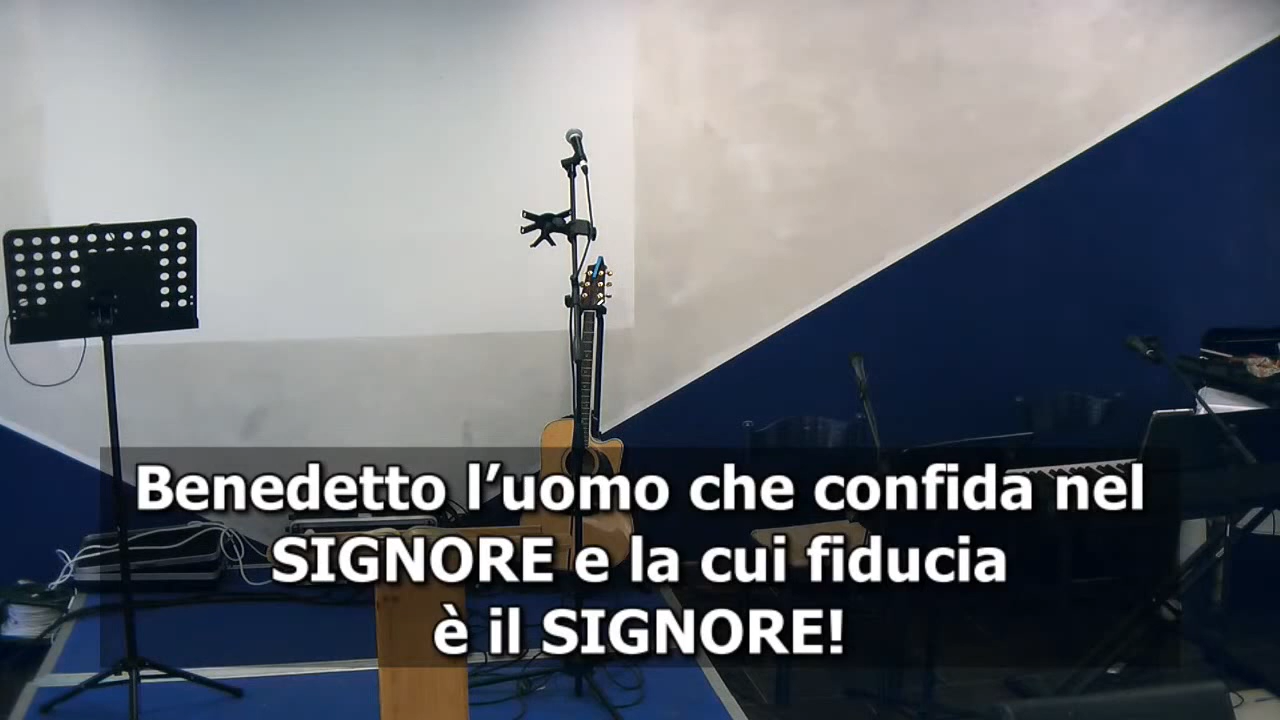 Benedetto l’uomo che confida nel
SIGNORE e la cui fiducia
è il SIGNORE!